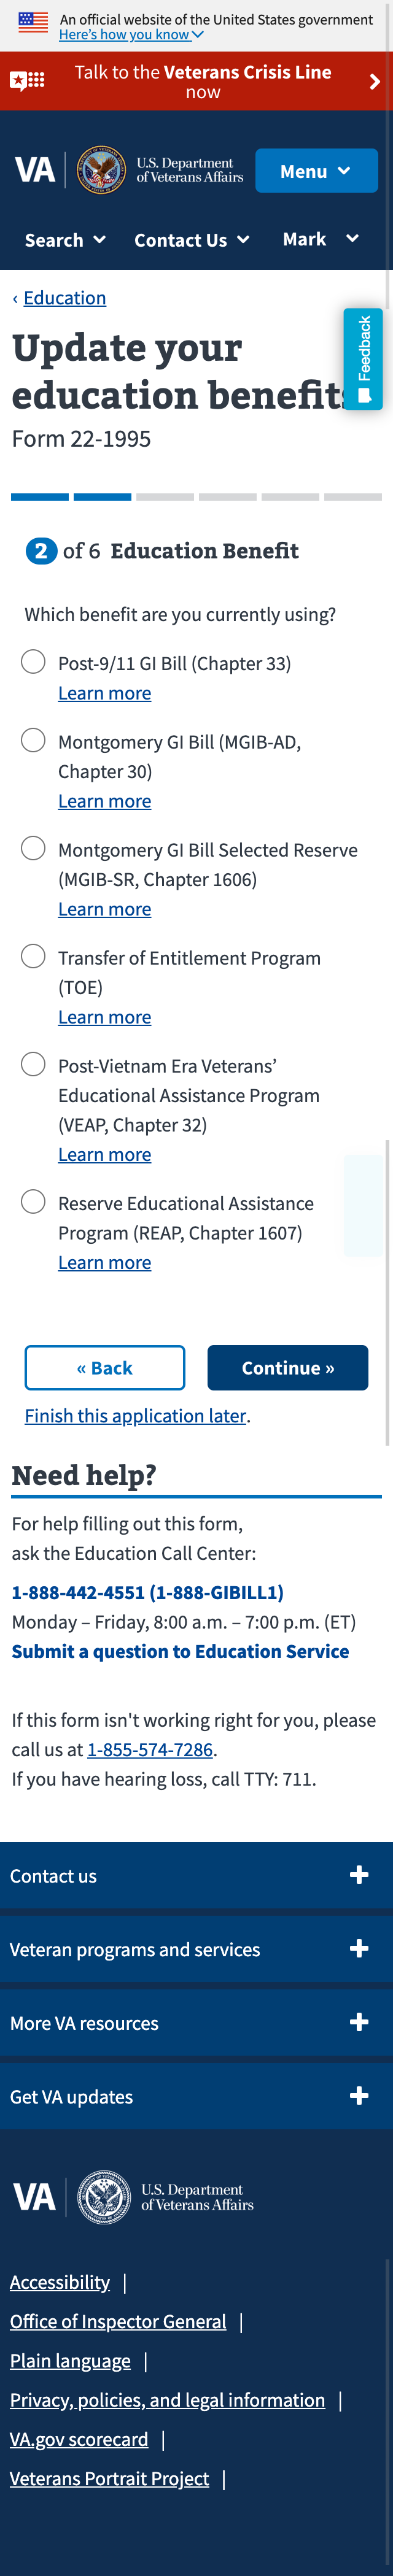 An official website of the United States government
Here's how you know
Talk to the Veterans Crisis Line
now
VA
U.S. Department
of Veterans Affairs
Menu
Search
Contact Us
Mark
‹ Education
Feedback
Update your
education benefits
Form 22-1995
2 of 6 Education Benefit
Which benefit are you currently using?
Post-9/11 GI Bill (Chapter 33)
Learn more
Montgomery GI Bill (MGIB-AD,
Chapter 30)
Learn more
Montgomery GI Bill Selected Reserve
(MGIB-SR, Chapter 1606)
Learn more
Transfer of Entitlement Program
(TOE)
Learn more
Post-Vietnam Era Veterans’
Educational Assistance Program
(VEAP, Chapter 32)
Learn more
Reserve Educational Assistance
Program (REAP, Chapter 1607)
Learn more
« Back
Continue »
Finish this application later.
Need help?
For help filling out this form,
ask the Education Call Center:
1-888-442-4551 (1-888-GIBILL1)
Monday – Friday, 8:00 a.m. – 7:00 p.m. (ET)
Submit a question to Education Service
If this form isn't working right for you, please
call us at 1-855-574-7286.
If you have hearing loss, call TTY: 711.
Contact us
Veteran programs and services
More VA resources
Get VA updates
VA
U.S. Department
of Veterans Affairs
Accessibility |
Office of Inspector General |
Plain language |
Privacy, policies, and legal information |
VA.gov scorecard |
Veterans Portrait Project |